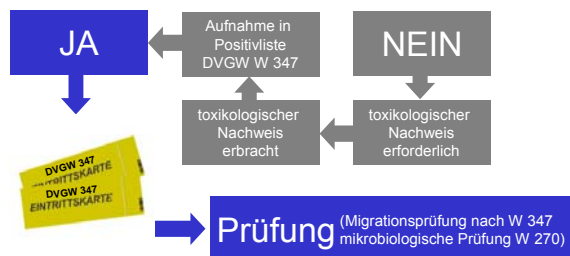 JA
Aufnahme in
Positivliste
DVGW W 347
NEIN
toxikologischer
Nachweis
erbracht
toxikologischer
Nachweis
erforderlich
DVGW 347
EINTRITTSKARTE
DVGW 347
EINTRITTSKARTE
Prüfung (Migrationsprüfung nach W 347
mikrobiologische Prüfung W 270)